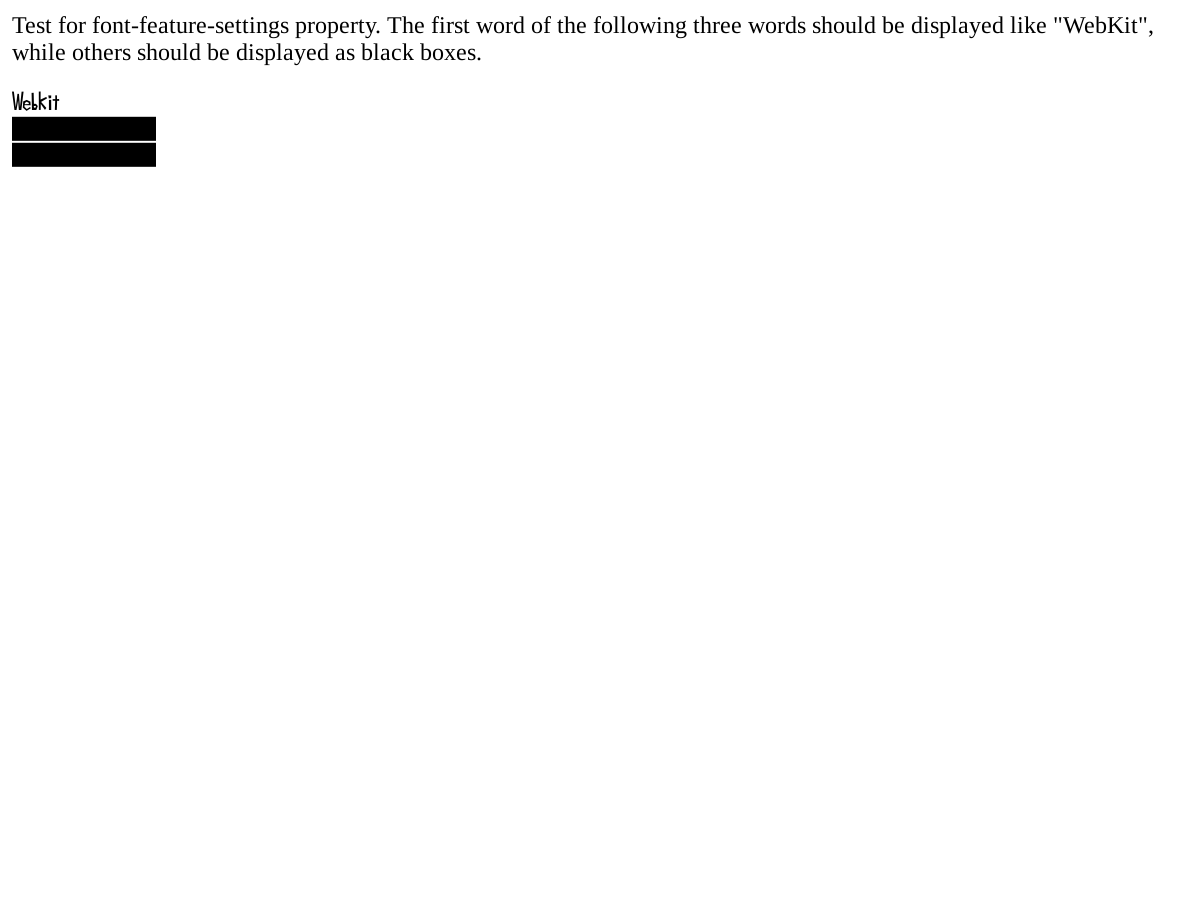 Test for font-feature-settings property. The first word of the following three words should be displayed like "WebKit",
while others should be displayed as black boxes.
Webkit